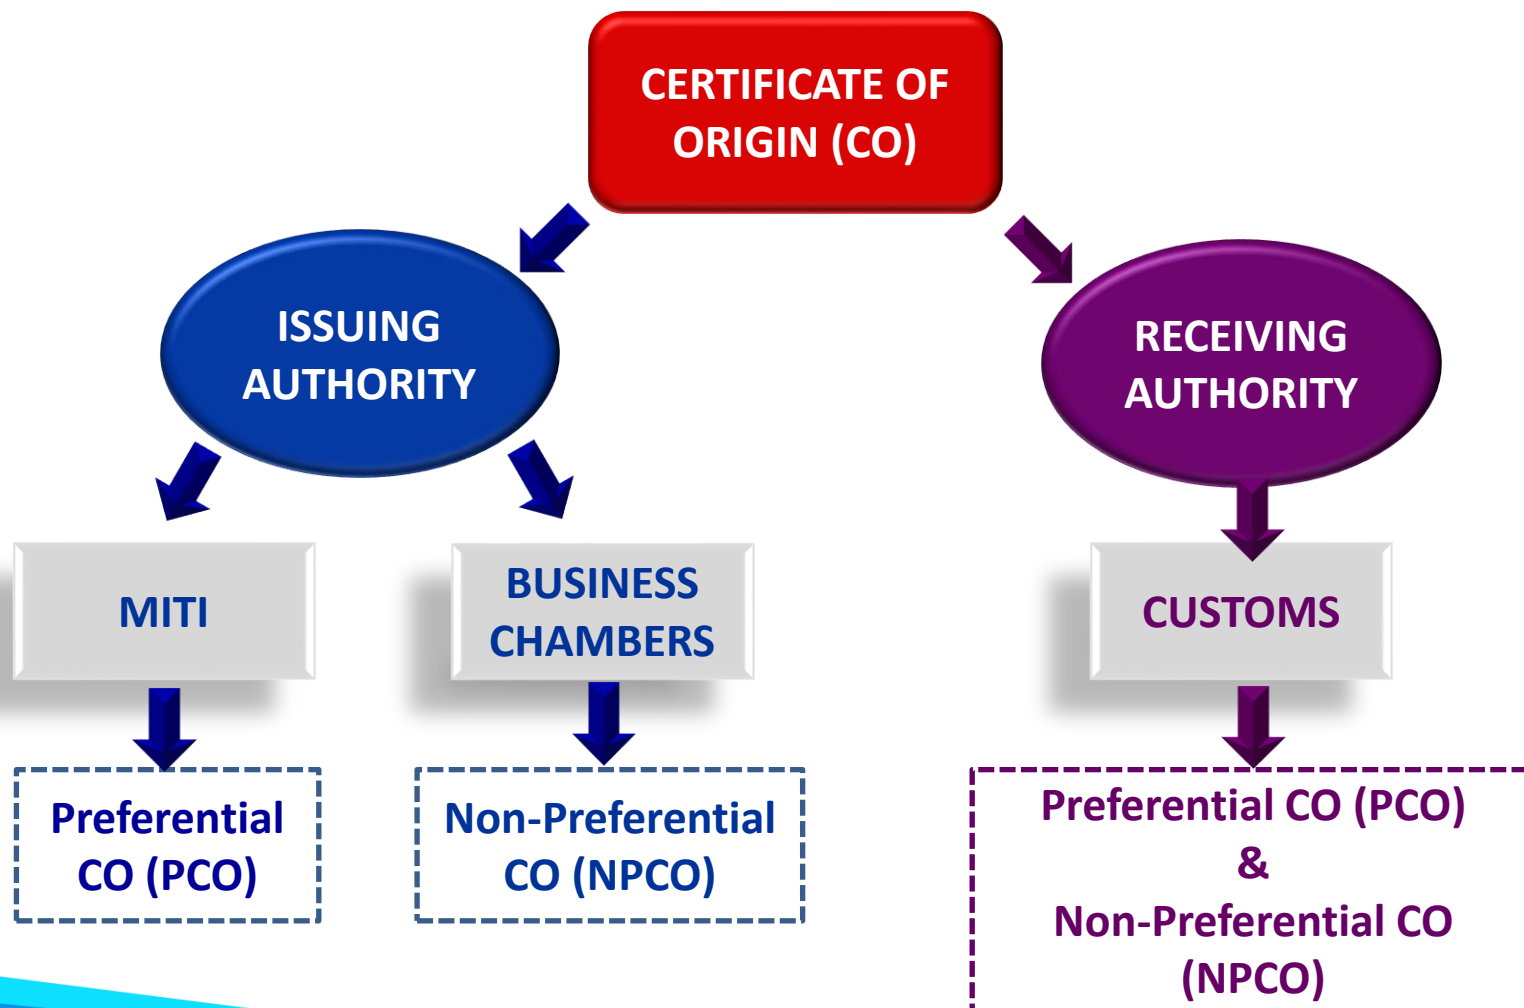 CERTIFICATE OF
ORIGIN (CO)
ISSUING
AUTHORITY
RECEIVING
AUTHORITY
MITI
BUSINESS
CHAMBERS
CUSTOMS
Preferential
CO (PCO)
Non-Preferential
CO (NPCO)
Preferential CO (PCO)
&
Non-Preferential CO
(NPCO)